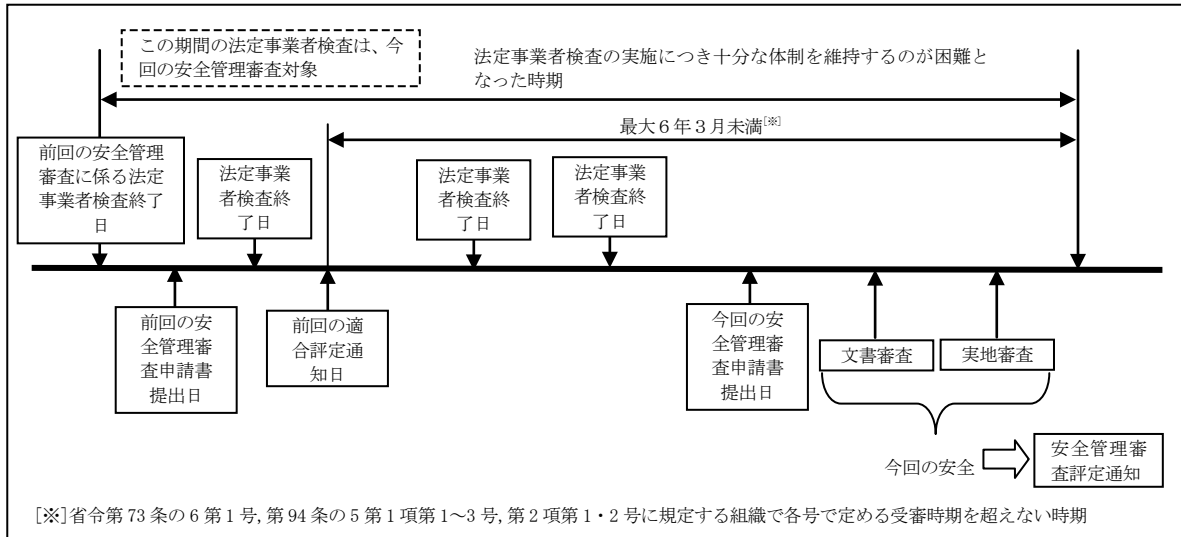 この期間の法定事業者検査は、今
回の安全管理審査対象
法定事業者検査の実施につき十分な体制を維持するのが困難と
なった時期
最大６年３月未満[※]
前回の安全管理
審査に係る法定
事業者検査終了
日
法定事業
者検査終
了日
法定事業
者検査終
了日
法定事業
者検査終
了日
前回の安
全管理審
査申請書
提出日
前回の適
合評定通
知日
今回の安
全管理審
査申請書
提出日
文書審査
実地審査
今回の安全
安全管理審
査評定通知
[※]省令第 73 条の 6 第 1 号, 第 94 条の 5 第 1 項第 1～3 号, 第 2 項第 1・2 号に規定する組織で各号で定める受審時期を超えない時期